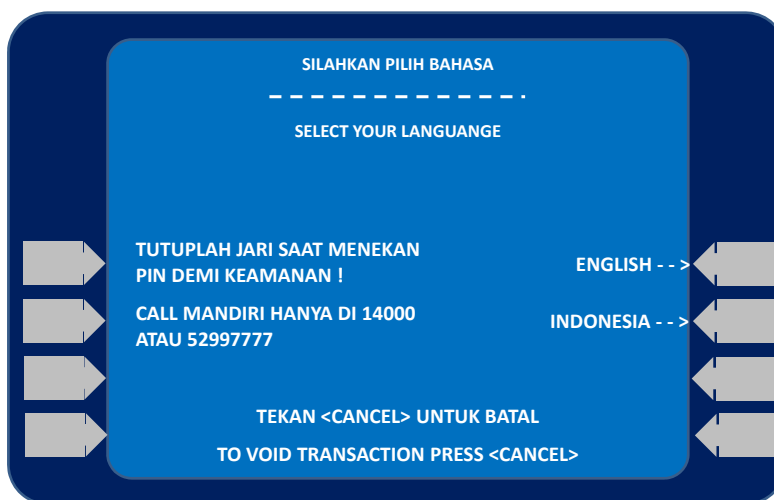 SILAHKAN PILIH BAHASA
– – – – – – – – – – – – – -
SELECT YOUR LANGUANGE
TUTUPLAH JARI SAAT MENEKAN
PIN DEMI KEAMANAN !
ENGLISH - - >
CALL MANDIRI HANYA DI 14000
ATAU 52997777
INDONESIA - - >
TEKAN <CANCEL> UNTUK BATAL
TO VOID TRANSACTION PRESS <CANCEL>